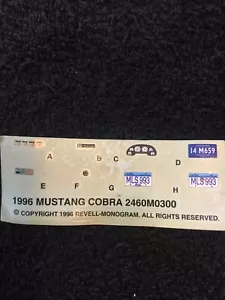 14 M659
A
B
C
D
MLS 993
MLS 993
E
F
G
H
1996 MUSTANG COBRA 2460M0300
© COPYRIGHT 1996 REVELL-MONOGRAM. ALL RIGHTS RESERVED.